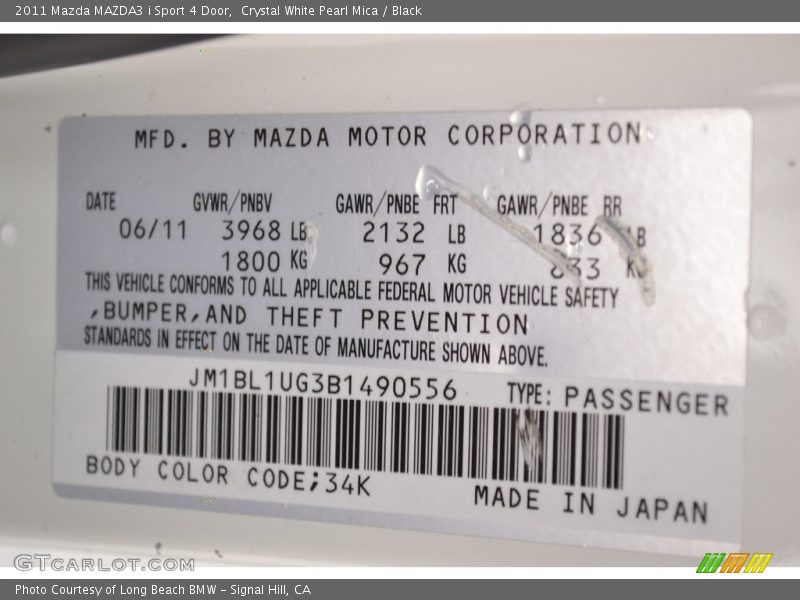 2011 Mazda MAZDA3 i Sport 4 Door, Crystal White Pearl Mica / Black
MFD. BY MAZDA MOTOR CORPORATION
DATE GVWR/PNBV GAWR/PNBE FRT GAWR/PNBE RR
06/11 3968 LB 2132 LB 1836 LB
1800 KG 967 KG 833 KG
THIS VEHICLE CONFORMS TO ALL APPLICABLE FEDERAL MOTOR VEHICLE SAFETY
,BUMPER,AND THEFT PREVENTION
STANDARDS IN EFFECT ON THE DATE OF MANUFACTURE SHOWN ABOVE.
JM1BL1UG3B1490556 TYPE: PASSENGER
BODY COLOR CODE;34K
MADE IN JAPAN
GTCARLOT.COM
Photo Courtesy of Long Beach BMW - Signal Hill, CA